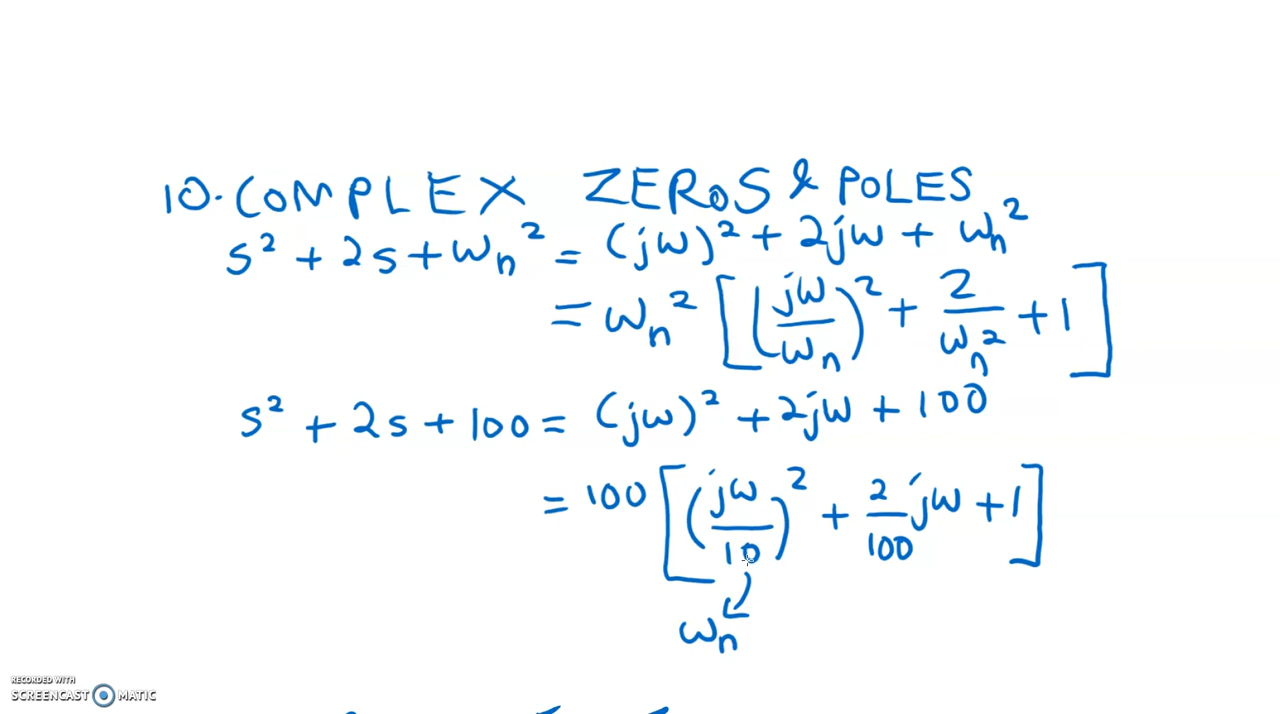 10. COMPLEX ZEROS & POLES
s² + 2s + ωn² = (jω)² + 2jω + ωn²
= ωn² [(jω/ωn)² + 2/ωn² + 1]
s² + 2s + 100 = (jω)² + 2jω + 100
= 100 [(jω/10)² + 2/100 jω + 1]
ωn
RECORDED WITH
SCREENCAST MATIC